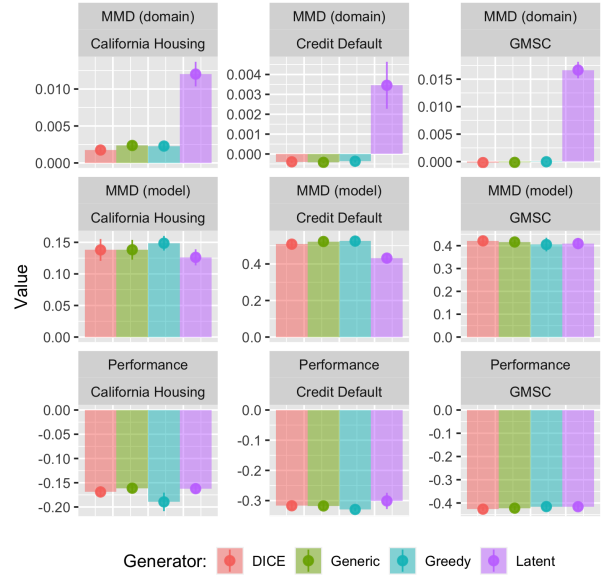 MMD (domain) MMD (domain) MMD (domain)
California Housing Credit Default GMSC
0.010 0.005 0.000
0.004 0.003 0.002 0.001 0.000
0.015 0.010 0.005 0.000
MMD (model) MMD (model) MMD (model)
California Housing Credit Default GMSC
0.15 0.10 0.05 0.00
0.4 0.2 0.0
0.4 0.3 0.2 0.1 0.0
Value
Performance Performance Performance
California Housing Credit Default GMSC
0.00 -0.05 -0.10 -0.15 -0.20
0.0 -0.1 -0.2 -0.3
0.0 -0.1 -0.2 -0.3 -0.4
Generator: DICE Generic Greedy Latent